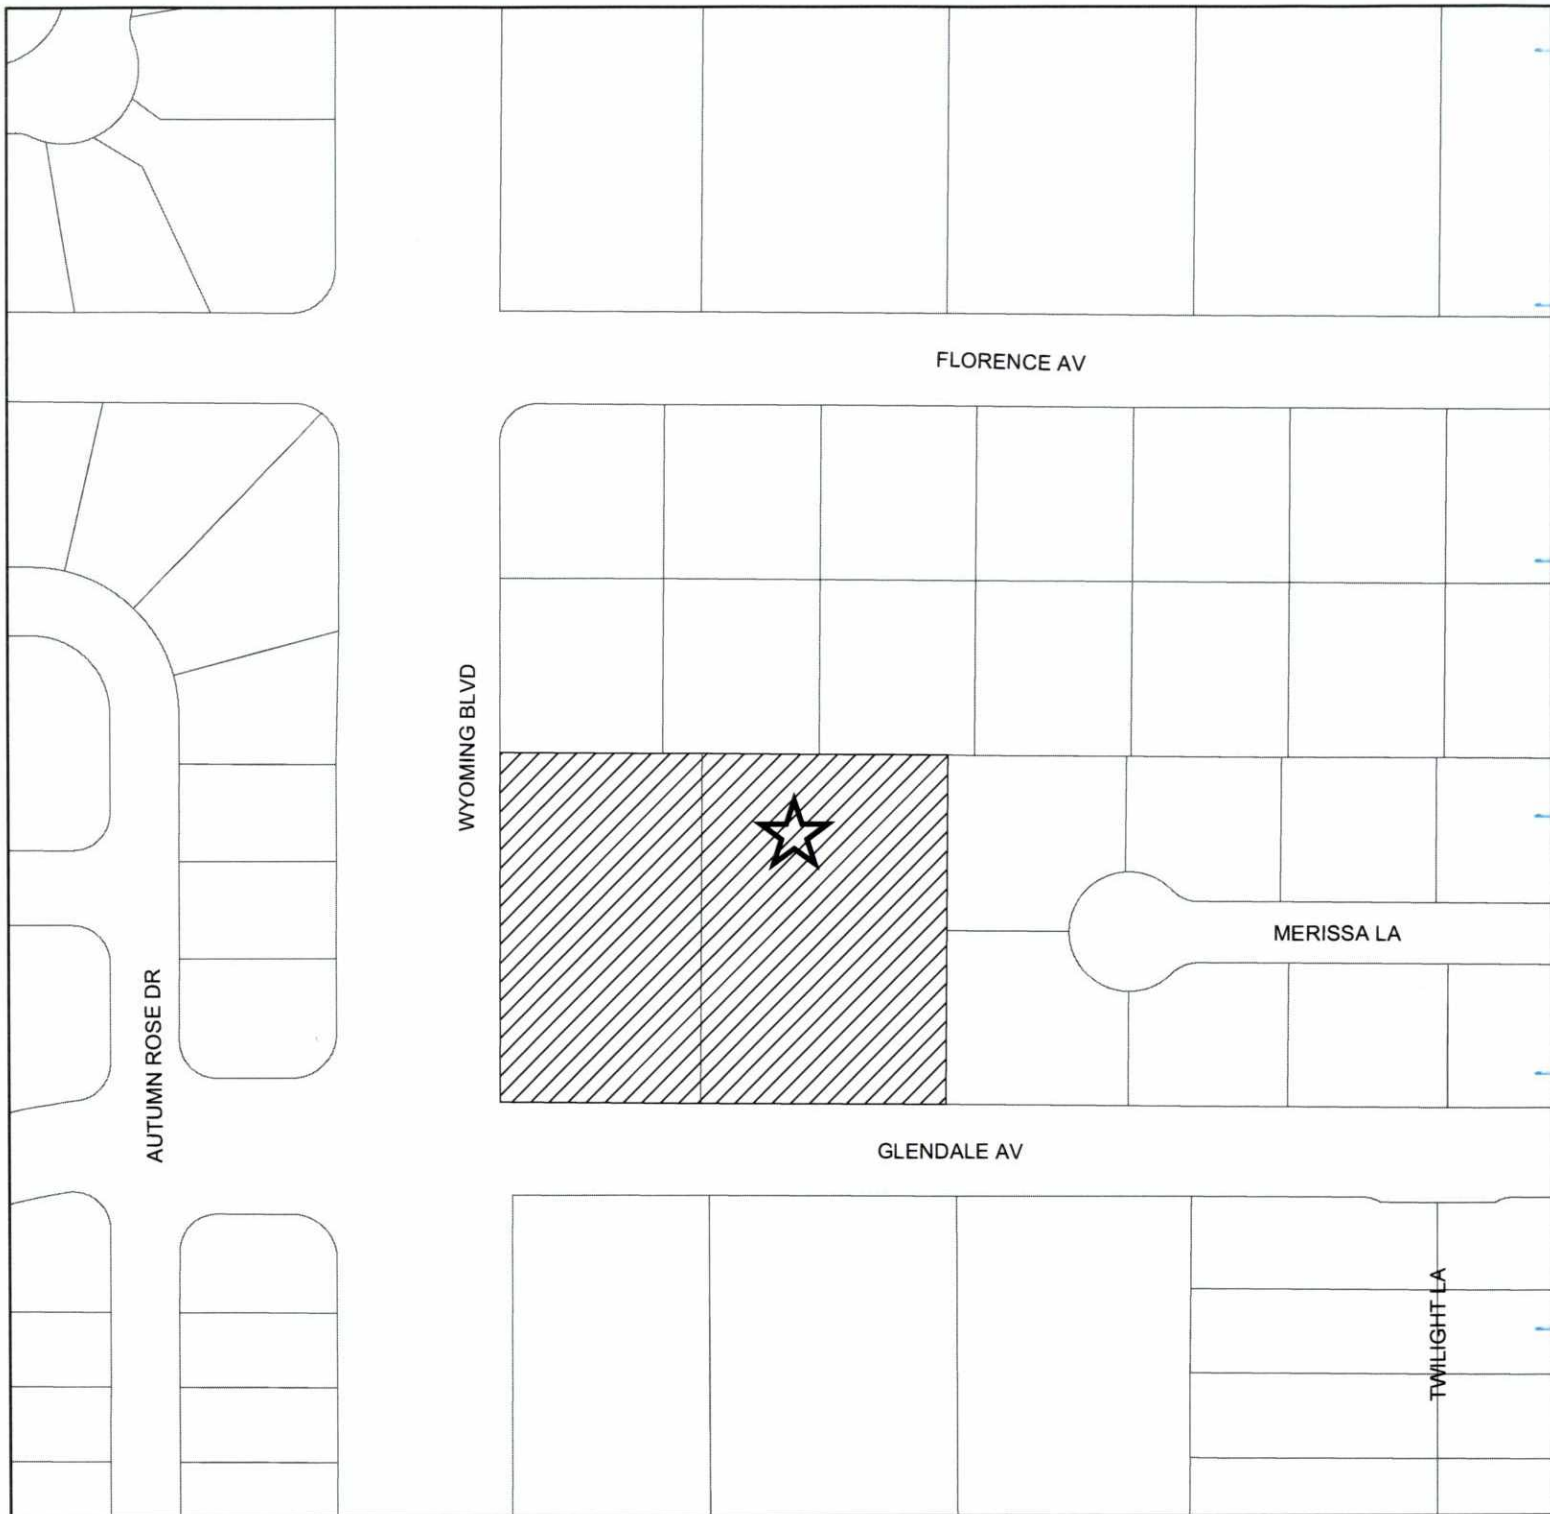 FLORENCE AV
WYOMING BLVD
MERISSA LA
AUTUMN ROSE DR
GLENDALE AV
TWILIGHT LA